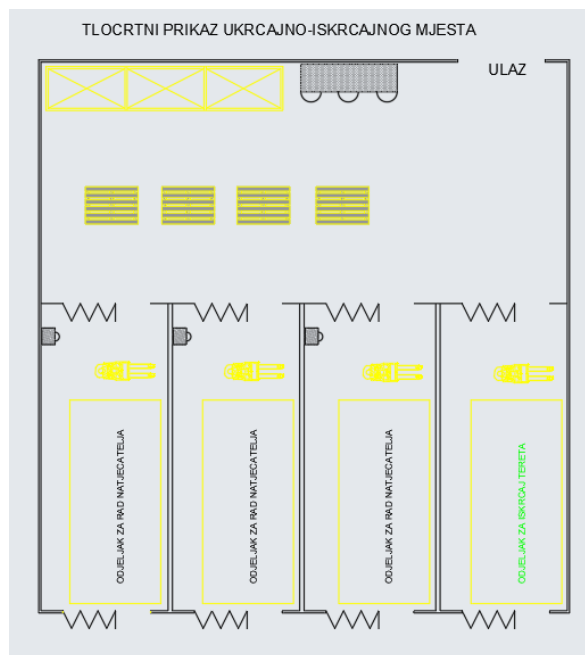 TLOCRTNI PRIKAZ UKRCAJNO-ISKRCAJNOG MJESTA
ULAZ
ODJELJAK ZA RAD NATJECATELJA
ODJELJAK ZA RAD NATJECATELJA
ODJELJAK ZA RAD NATJECATELJA
ODJELJAK ZA ISKRCAJ TERETA